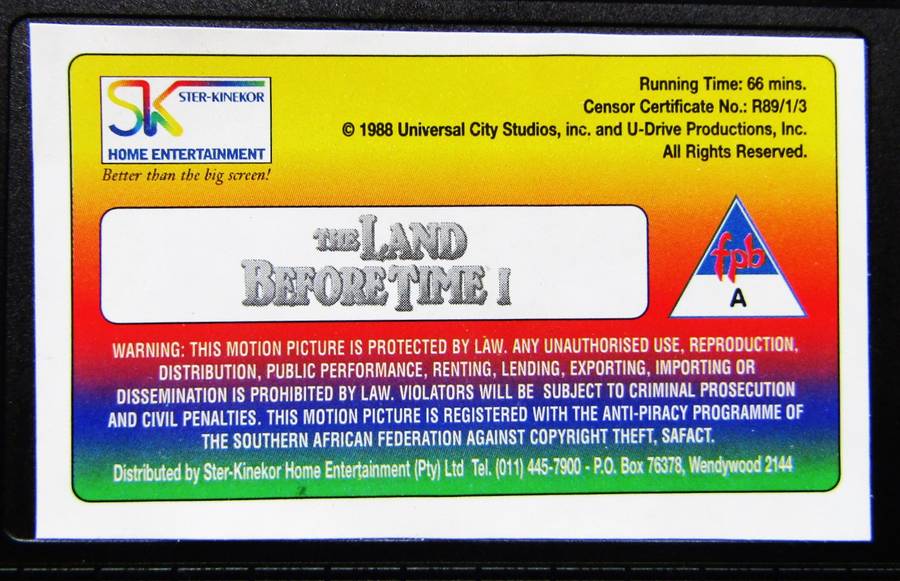 SK STER-KINEKOR
HOME ENTERTAINMENT
Better than the big screen!
Running Time: 66 mins.
Censor Certificate No.: R89/1/3
© 1988 Universal City Studios, inc. and U-Drive Productions, Inc.
All Rights Reserved.
THE LAND
BEFORE TIME I
fpb
A
WARNING: THIS MOTION PICTURE IS PROTECTED BY LAW. ANY UNAUTHORISED USE, REPRODUCTION,
DISTRIBUTION, PUBLIC PERFORMANCE, RENTING, LENDING, EXPORTING, IMPORTING OR
DISSEMINATION IS PROHIBITED BY LAW. VIOLATORS WILL BE SUBJECT TO CRIMINAL PROSECUTION
AND CIVIL PENALTIES. THIS MOTION PICTURE IS REGISTERED WITH THE ANTI-PIRACY PROGRAMME OF
THE SOUTHERN AFRICAN FEDERATION AGAINST COPYRIGHT THEFT, SAFACT.
Distributed by Ster-Kinekor Home Entertainment (Pty) Ltd Tel. (011) 445-7900 - P.O. Box 76378, Wendywood 2144